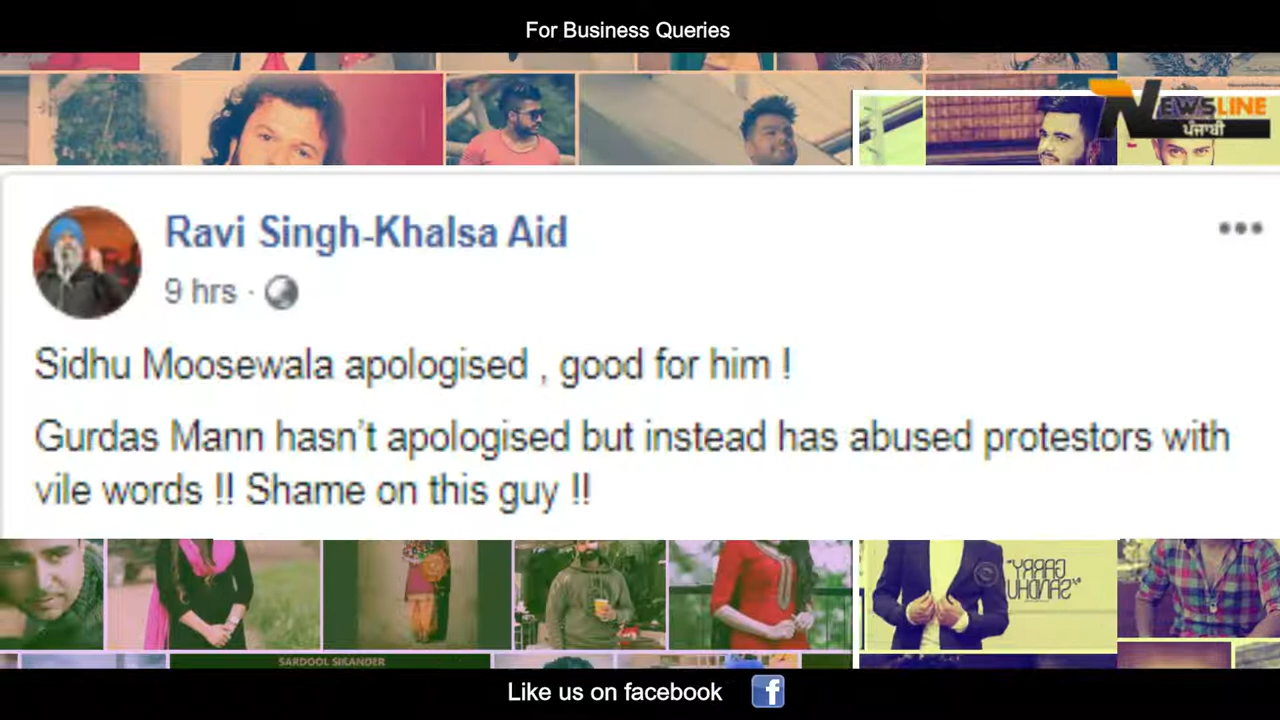 For Business Queries
NEWSLINE
ਪੰਜਾਬੀ
Ravi Singh-Khalsa Aid
9 hrs ·
Sidhu Moosewala apologised , good for him !
Gurdas Mann hasn't apologised but instead has abused protestors with
vile words !! Shame on this guy !!
"GARRY
SANDHU"
SARDOOL SIKANDER
Like us on facebook